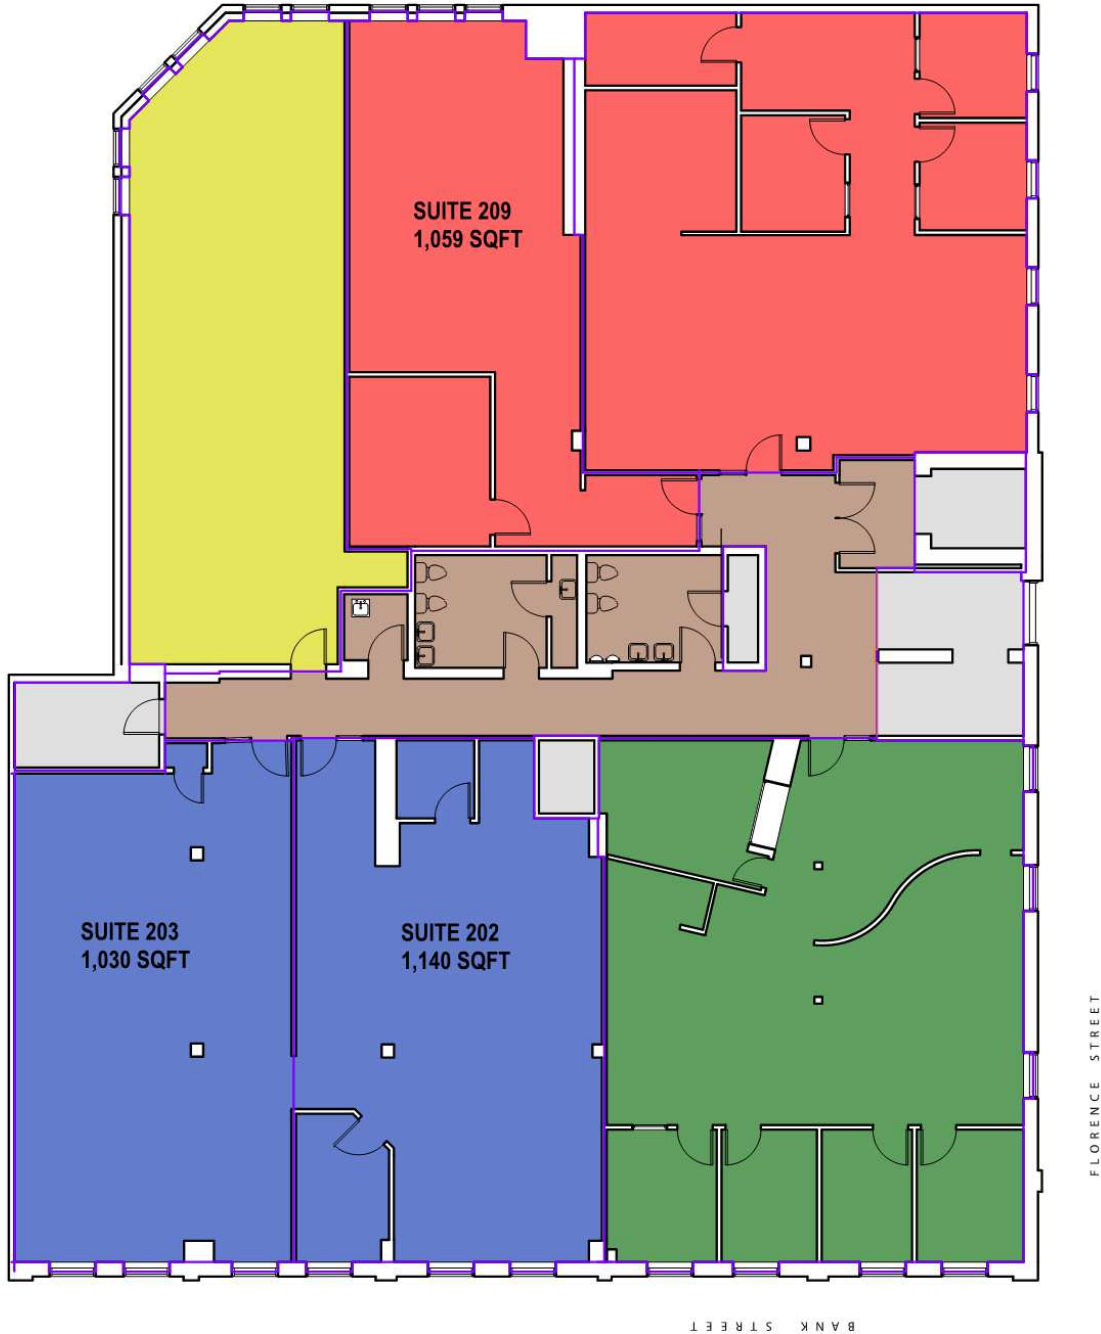 SUITE 209
1,059 SQFT
SUITE 203
1,030 SQFT
SUITE 202
1,140 SQFT
FLORENCE STREET
BANK STREET